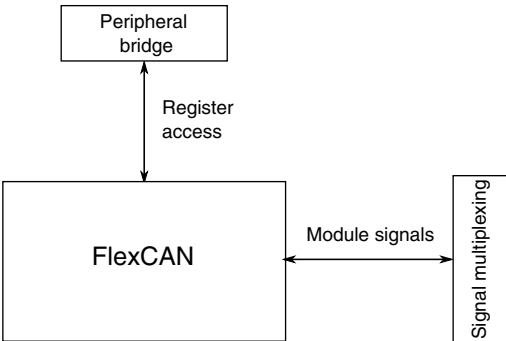 Peripheral
bridge
Register
access
FlexCAN
Module signals
Signal multiplexing